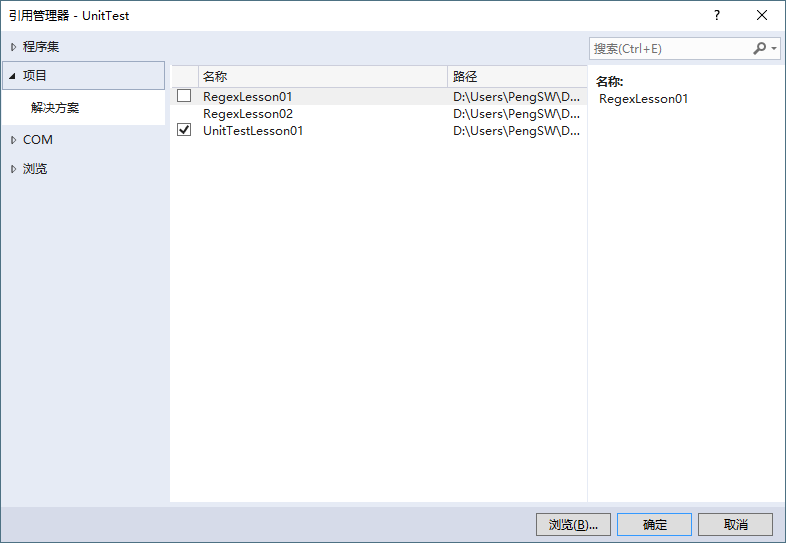 引用管理器 - UnitTest
?
程序集
项目
解决方案
COM
浏览
名称 路径
RegexLesson01 D:\Users\PengSW\D...
RegexLesson02 D:\Users\PengSW\D...
UnitTestLesson01 D:\Users\PengSW\D...
搜索(Ctrl+E)
名称:
RegexLesson01
浏览(B)... 确定 取消